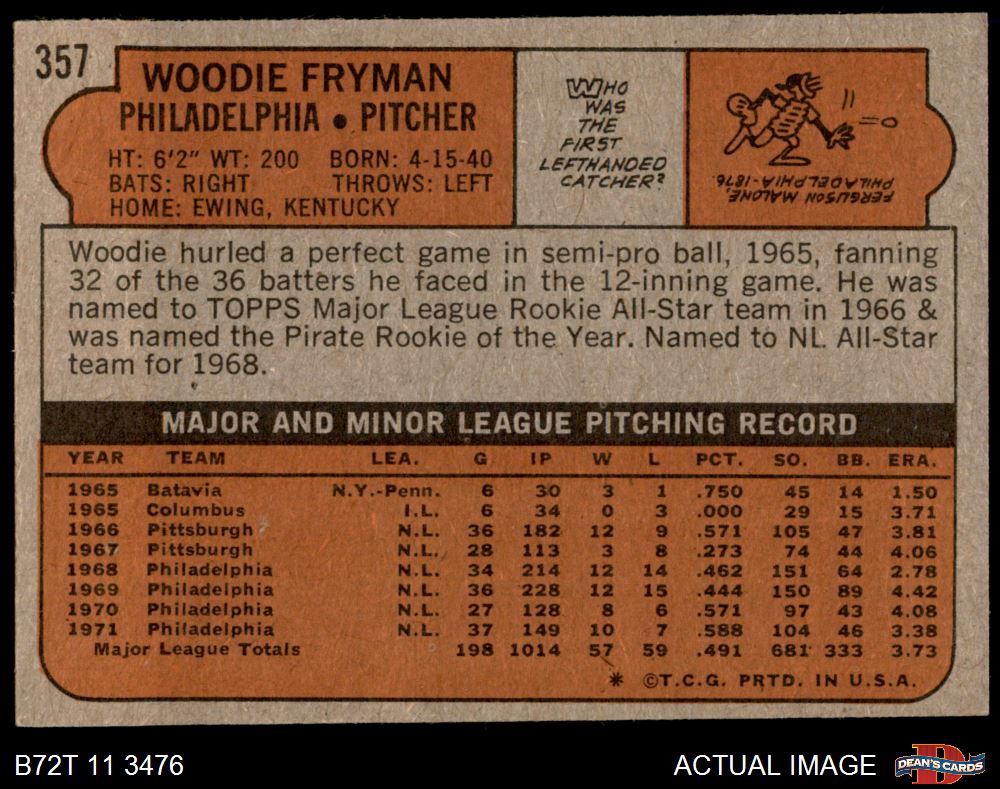 357
WOODIE FRYMAN
PHILADELPHIA • PITCHER
HT: 6'2" WT: 200 BORN: 4-15-40
BATS: RIGHT THROWS: LEFT
HOME: EWING, KENTUCKY
WHO
WAS
THE
FIRST
LEFTHANDED
CATCHER?
FERGUSON MALONE,
PHILADELPHIA-1876.
Woodie hurled a perfect game in semi-pro ball, 1965, fanning
32 of the 36 batters he faced in the 12-inning game. He was
named to TOPPS Major League Rookie All-Star team in 1966 &
was named the Pirate Rookie of the Year. Named to NL All-Star
team for 1968.
MAJOR AND MINOR LEAGUE PITCHING RECORD
YEAR TEAM LEA. G IP W L PCT. SO. BB. ERA.
1965 Batavia N.Y.-Penn. 6 30 3 1 .750 45 14 1.50
1965 Columbus I.L. 6 34 0 3 .000 29 15 3.71
1966 Pittsburgh N.L. 36 182 12 9 .571 105 47 3.81
1967 Pittsburgh N.L. 28 113 3 8 .273 74 44 4.06
1968 Philadelphia N.L. 34 214 12 14 .462 151 64 2.78
1969 Philadelphia N.L. 36 228 12 15 .444 150 89 4.42
1970 Philadelphia N.L. 27 128 8 6 .571 97 43 4.08
1971 Philadelphia N.L. 37 149 10 7 .588 104 46 3.38
Major League Totals 198 1014 57 59 .491 681 333 3.73
* ©T.C.G. PRTD. IN U.S.A.
B72T 11 3476 ACTUAL IMAGE
D
DEAN'S CARDS